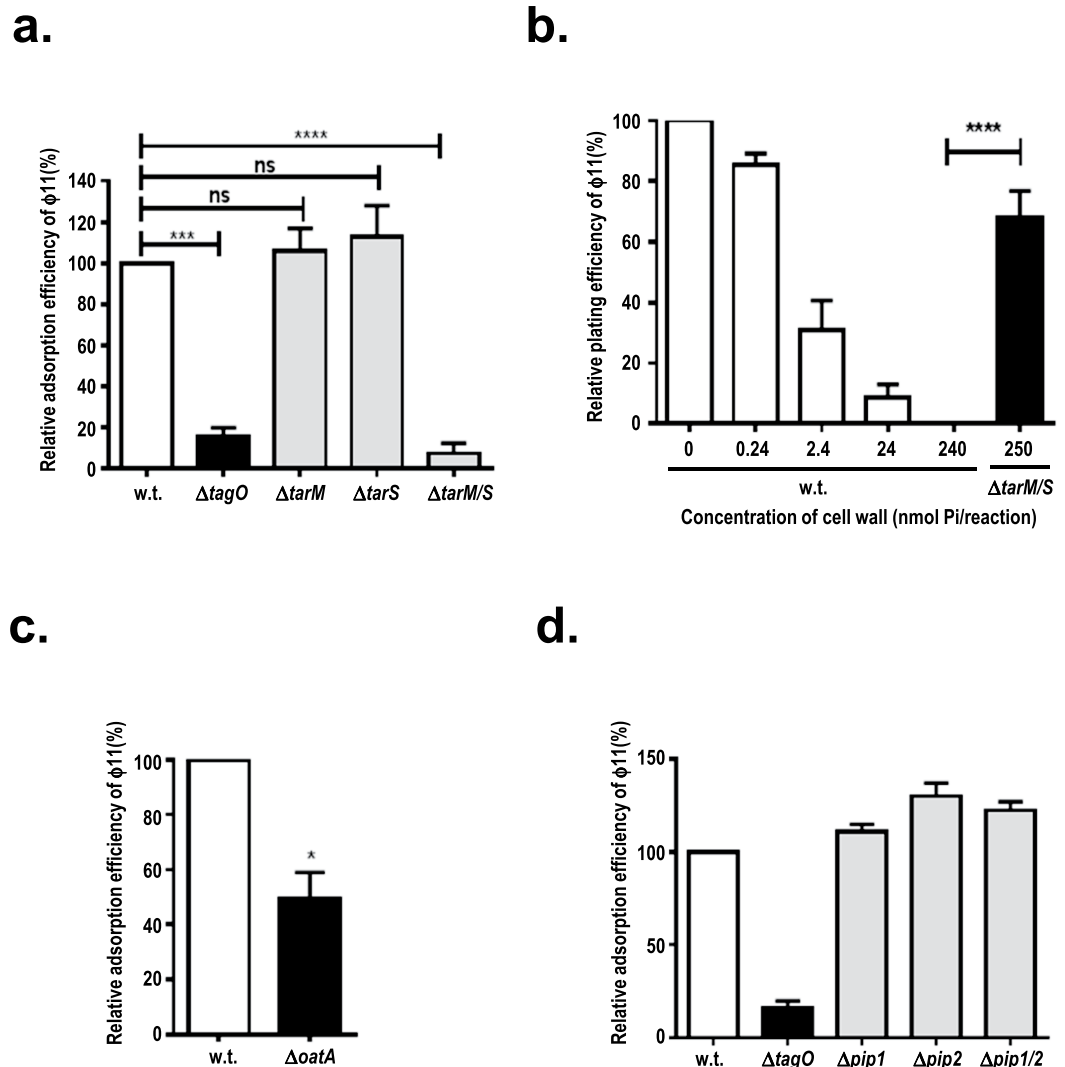 a.
Relative adsorption efficiency of ϕ11(%)
****
ns
ns
***
140
120
100
80
60
40
20
0
w.t. ΔtagO ΔtarM ΔtarS ΔtarM/S
b.
Relative plating efficiency of ϕ11(%)
****
100
80
60
40
20
0
0 0.24 2.4 24 240 250
w.t. ΔtarM/S
Concentration of cell wall (nmol Pi/reaction)
c.
Relative adsorption efficiency of ϕ11(%)
*
100
80
60
40
20
0
w.t. ΔoatA
d.
Relative adsorption efficiency of ϕ11(%)
150
100
50
0
w.t. ΔtagO Δpip1 Δpip2 Δpip1/2